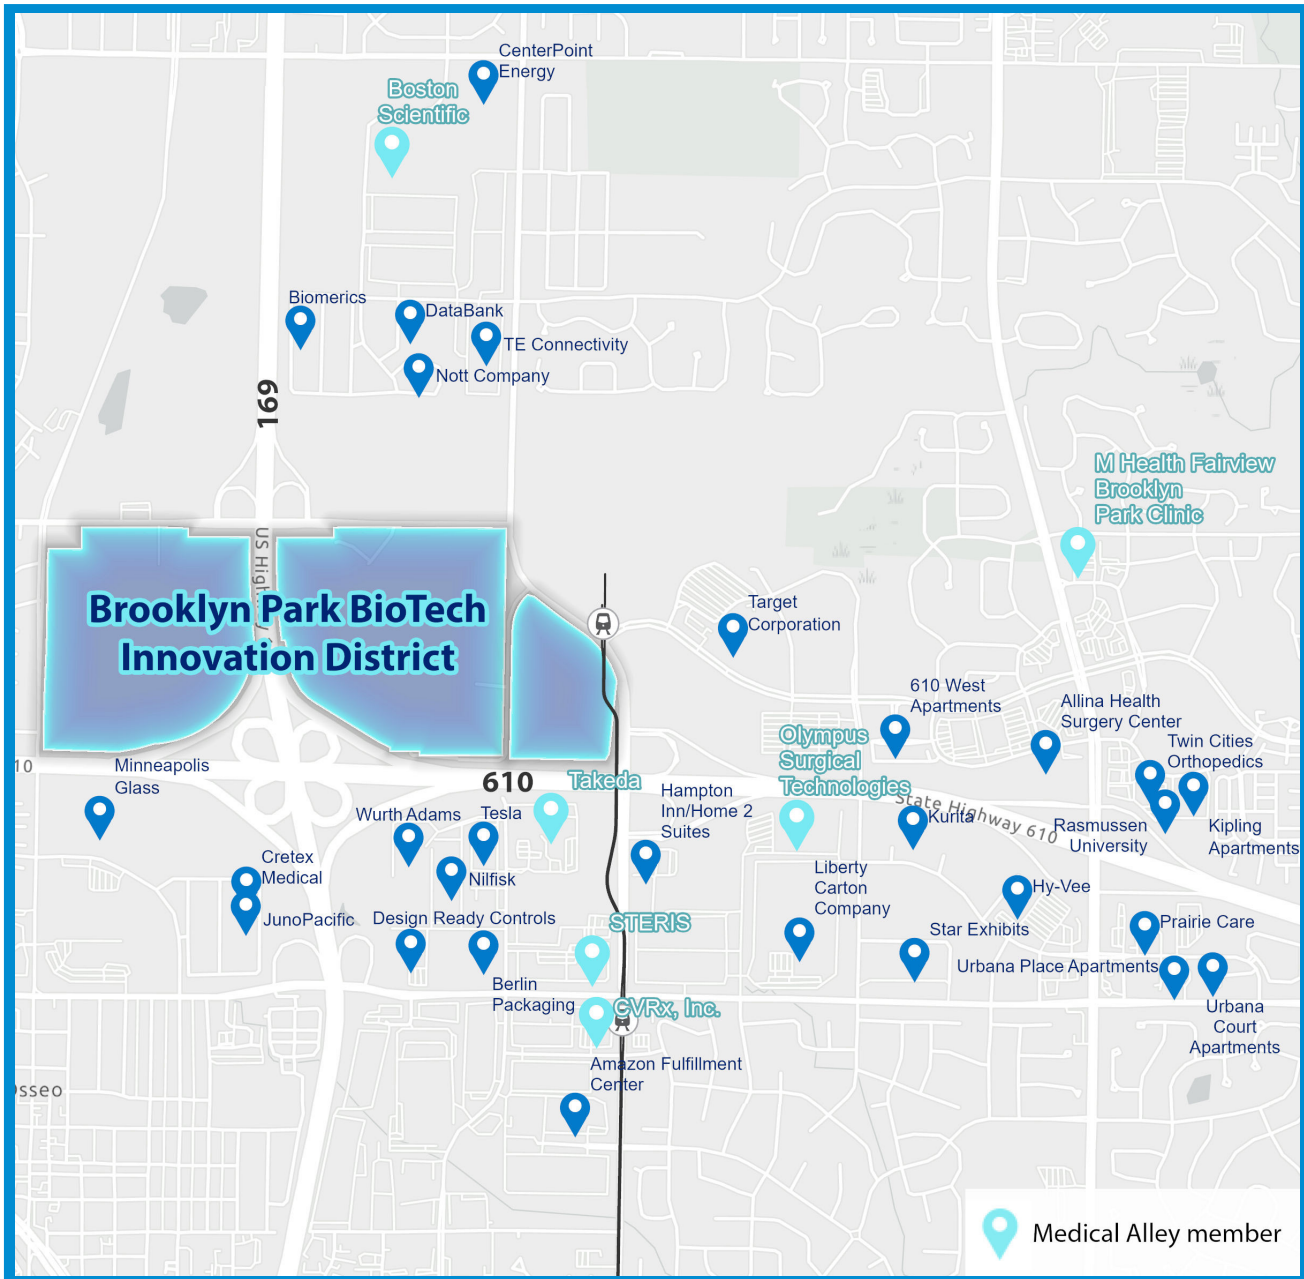 CenterPoint
Energy
Boston
Scientific
Biomerics
DataBank
TE Connectivity
Nott Company
169
M Health Fairview
Brooklyn
Park Clinic
US High
Brooklyn Park BioTech
Innovation District
Target
Corporation
610 West
Apartments
Allina Health
Surgery Center
Olympus
Surgical
Technologies
Twin Cities
Orthopedics
10
Minneapolis
Glass
610
Takeda
Hampton
Inn/Home 2
Suites
State Highway 610
Kurita
Wurth Adams
Tesla
Rasmussen
University
Kipling
Apartments
Cretex
Medical
Nilfisk
Liberty
Carton
Company
Hy-Vee
JunoPacific
Design Ready Controls
STERIS
Star Exhibits
Prairie Care
Urbana Place Apartments
Berlin
Packaging
CVRx, Inc.
Urbana
Court
Apartments
Amazon Fulfillment
Center
Osseo
Medical Alley member